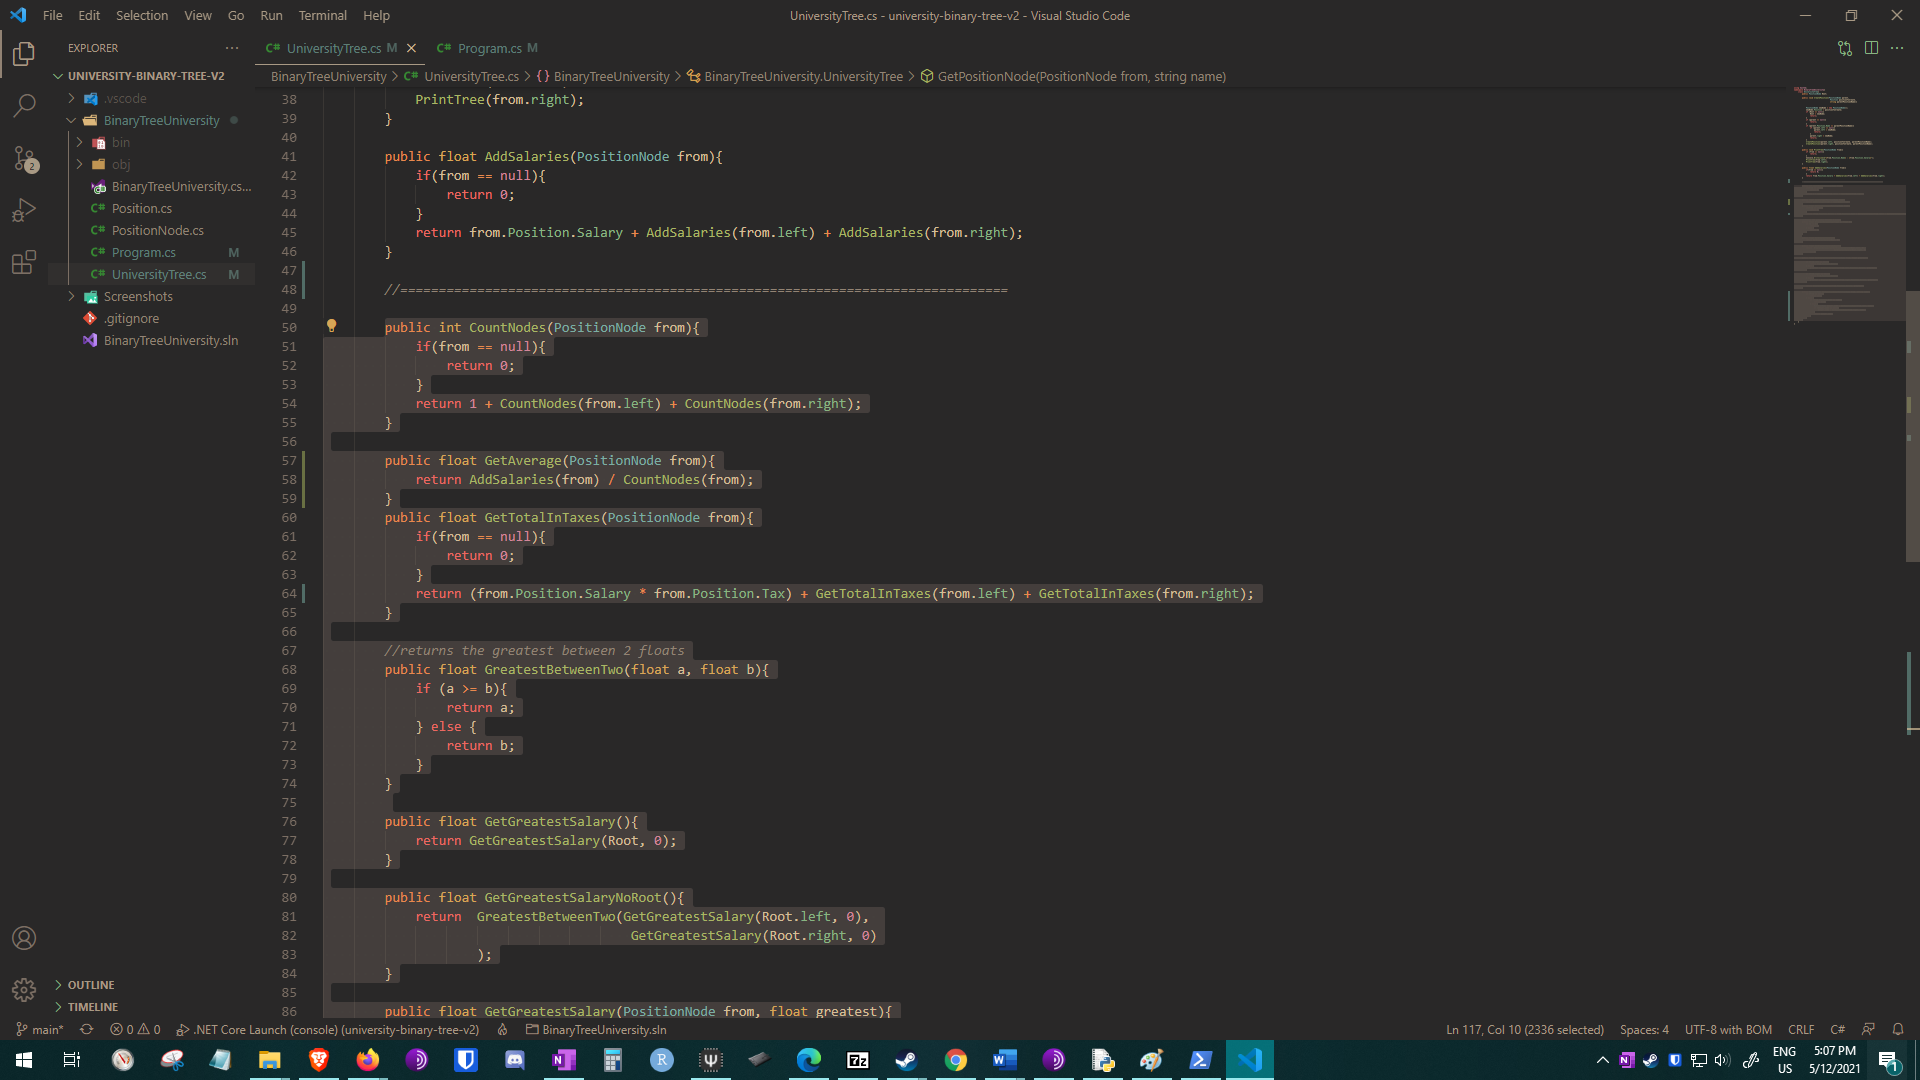 File Edit Selection View Go Run Terminal Help
UniversityTree.cs - university-binary-tree-v2 - Visual Studio Code
EXPLORER
UNIVERSITY-BINARY-TREE-V2
.vscode
BinaryTreeUniversity
bin
obj
BinaryTreeUniversity.cs...
Position.cs
PositionNode.cs
Program.cs M
UniversityTree.cs M
Screenshots
.gitignore
BinaryTreeUniversity.sln
OUTLINE
TIMELINE
2
UniversityTree.cs M
Program.cs M
BinaryTreeUniversity > UniversityTree.cs > {} BinaryTreeUniversity > BinaryTreeUniversity.UniversityTree > GetPositionNode(PositionNode from, string name)
38 PrintTree(from.right);
39 }
40
41 public float AddSalaries(PositionNode from){
42 if(from == null){
43 return 0;
44 }
45 return from.Position.Salary + AddSalaries(from.left) + AddSalaries(from.right);
46 }
47
48 //===============================================================================
49
50 public int CountNodes(PositionNode from){
51 if(from == null){
52 return 0;
53 }
54 return 1 + CountNodes(from.left) + CountNodes(from.right);
55 }
56
57 public float GetAverage(PositionNode from){
58 return AddSalaries(from) / CountNodes(from);
59 }
60 public float GetTotalInTaxes(PositionNode from){
61 if(from == null){
62 return 0;
63 }
64 return (from.Position.Salary * from.Position.Tax) + GetTotalInTaxes(from.left) + GetTotalInTaxes(from.right);
65 }
66
67 //returns the greatest between 2 floats
68 public float GreatestBetweenTwo(float a, float b){
69 if (a >= b){
70 return a;
71 } else {
72 return b;
73 }
74 }
75
76 public float GetGreatestSalary(){
77 return GetGreatestSalary(Root, 0);
78 }
79
80 public float GetGreatestSalaryNoRoot(){
81 return GreatestBetweenTwo(GetGreatestSalary(Root.left, 0),
82 GetGreatestSalary(Root.right, 0)
83 );
84 }
85
86 public float GetGreatestSalary(PositionNode from, float greatest){
main* 0 0 .NET Core Launch (console) (university-binary-tree-v2) BinaryTreeUniversity.sln
Ln 117, Col 10 (2336 selected) Spaces: 4 UTF-8 with BOM CRLF C#
ENG
US
5:07 PM
5/12/2021
1